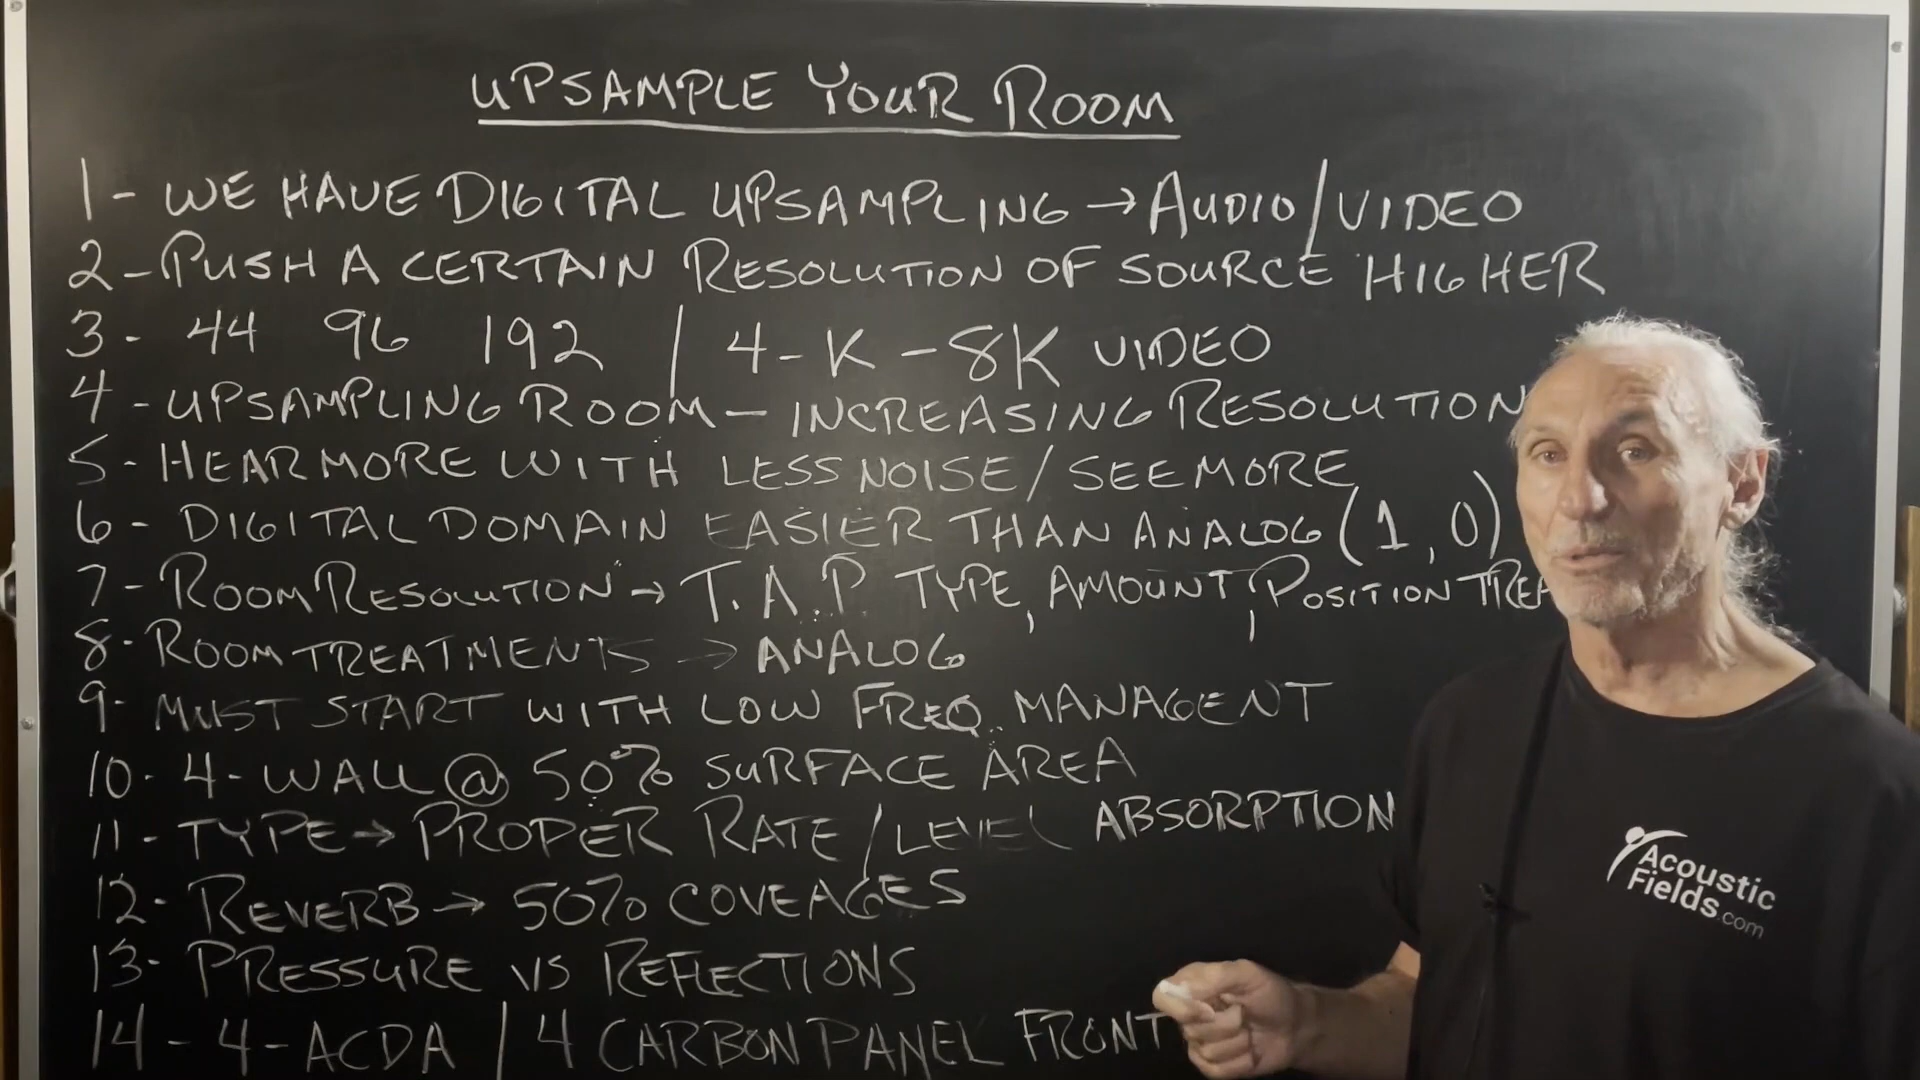 UPSAMPLE YOUR ROOM
1 - WE HAVE DIGITAL UPSAMPLING → AUDIO/VIDEO
2 - PUSH A CERTAIN RESOLUTION OF SOURCE HIGHER
3 - 44 96 192 / 4-K - 8K VIDEO
4 - UPSAMPLING ROOM - INCREASING RESOLUTION
5 - HEAR MORE WITH LESS NOISE / SEE MORE
6 - DIGITAL DOMAIN EASIER THAN ANALOG (1, 0)
7 - ROOM RESOLUTION → T.A.P. TYPE, AMOUNT, POSITION TREA
8 - ROOM TREATMENTS → ANALOG
9 - MUST START WITH LOW FREQ. MANAGENT
10 - 4-WALL @ 50% SURFACE AREA
11 - TYPE → PROPER RATE/LEVEL ABSORPTION
12 - REVERB → 50% COVEAGES
13 - PRESSURE VS REFLECTIONS
14 - 4-ACDA / 4 CARBON PANEL FRONT
Acoustic
Fields.com